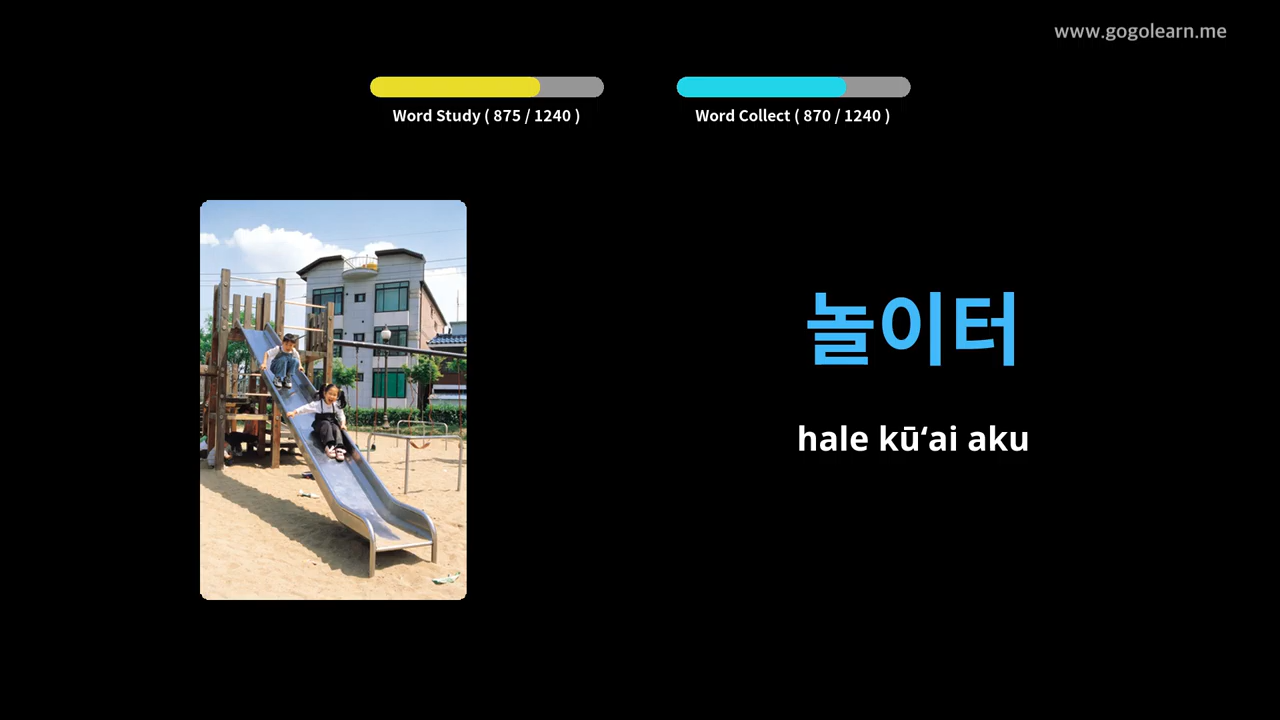 www.gogolearn.me
Word Study ( 875 / 1240 )
Word Collect ( 870 / 1240 )
놀이터
hale kūʻai aku